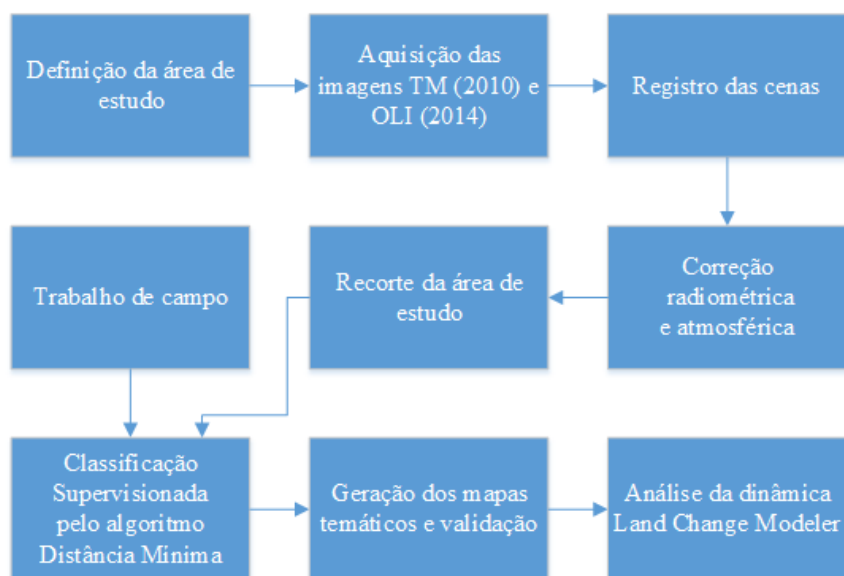 Definição da área de
estudo
Aquisição das
imagens TM (2010) e
OLI (2014)
Registro das cenas
Trabalho de campo
Recorte da área de
estudo
Correção
radiométrica
e atmosférica
Classificação
Supervisionada
pelo algoritmo
Distância Mínima
Geração dos mapas
temáticos e validação
Análise da dinâmica
Land Change Modeler